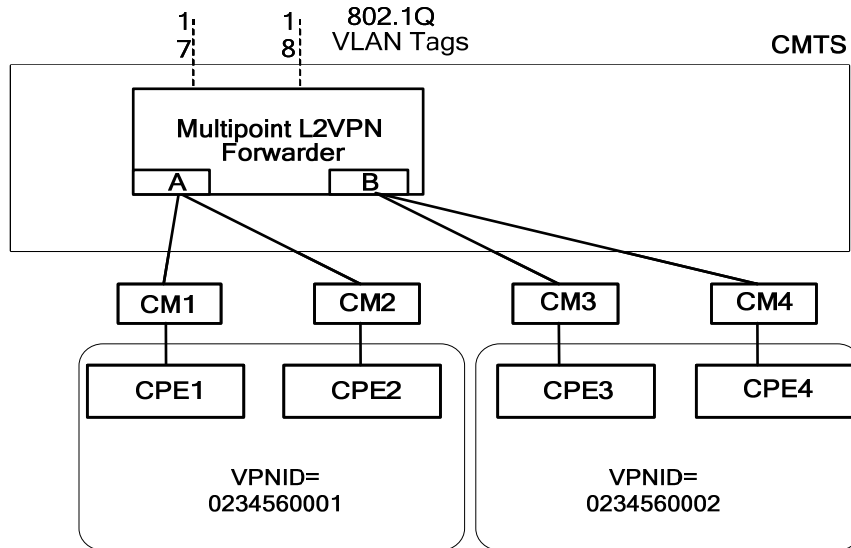 1 1 802.1Q
7 8 VLAN Tags
CMTS
Multipoint L2VPN
Forwarder
A B
CM1 CM2 CM3 CM4
CPE1 CPE2 CPE3 CPE4
VPNID=
0234560001
VPNID=
0234560002